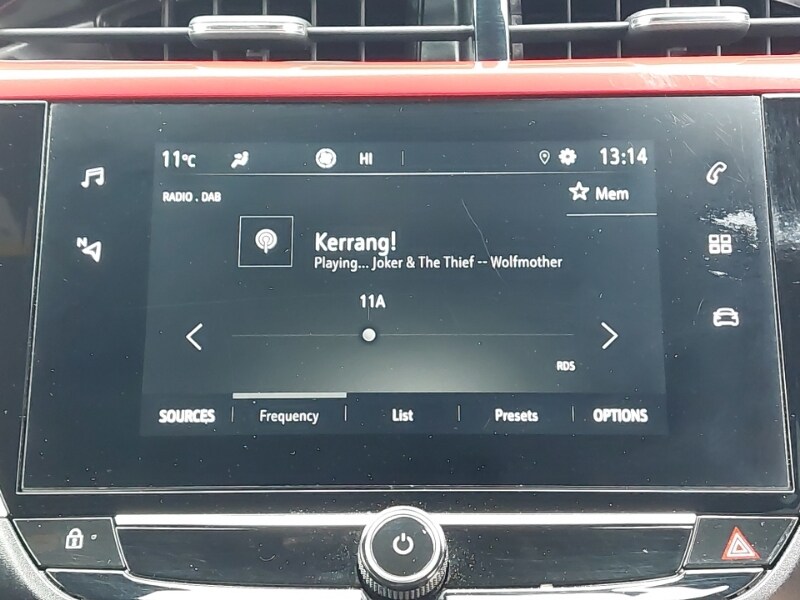 11°C HI 13:14
RADIO . DAB
Mem
N
Kerrang!
Playing... Joker & The Thief -- Wolfmother
11A
RDS
SOURCES Frequency List Presets OPTIONS